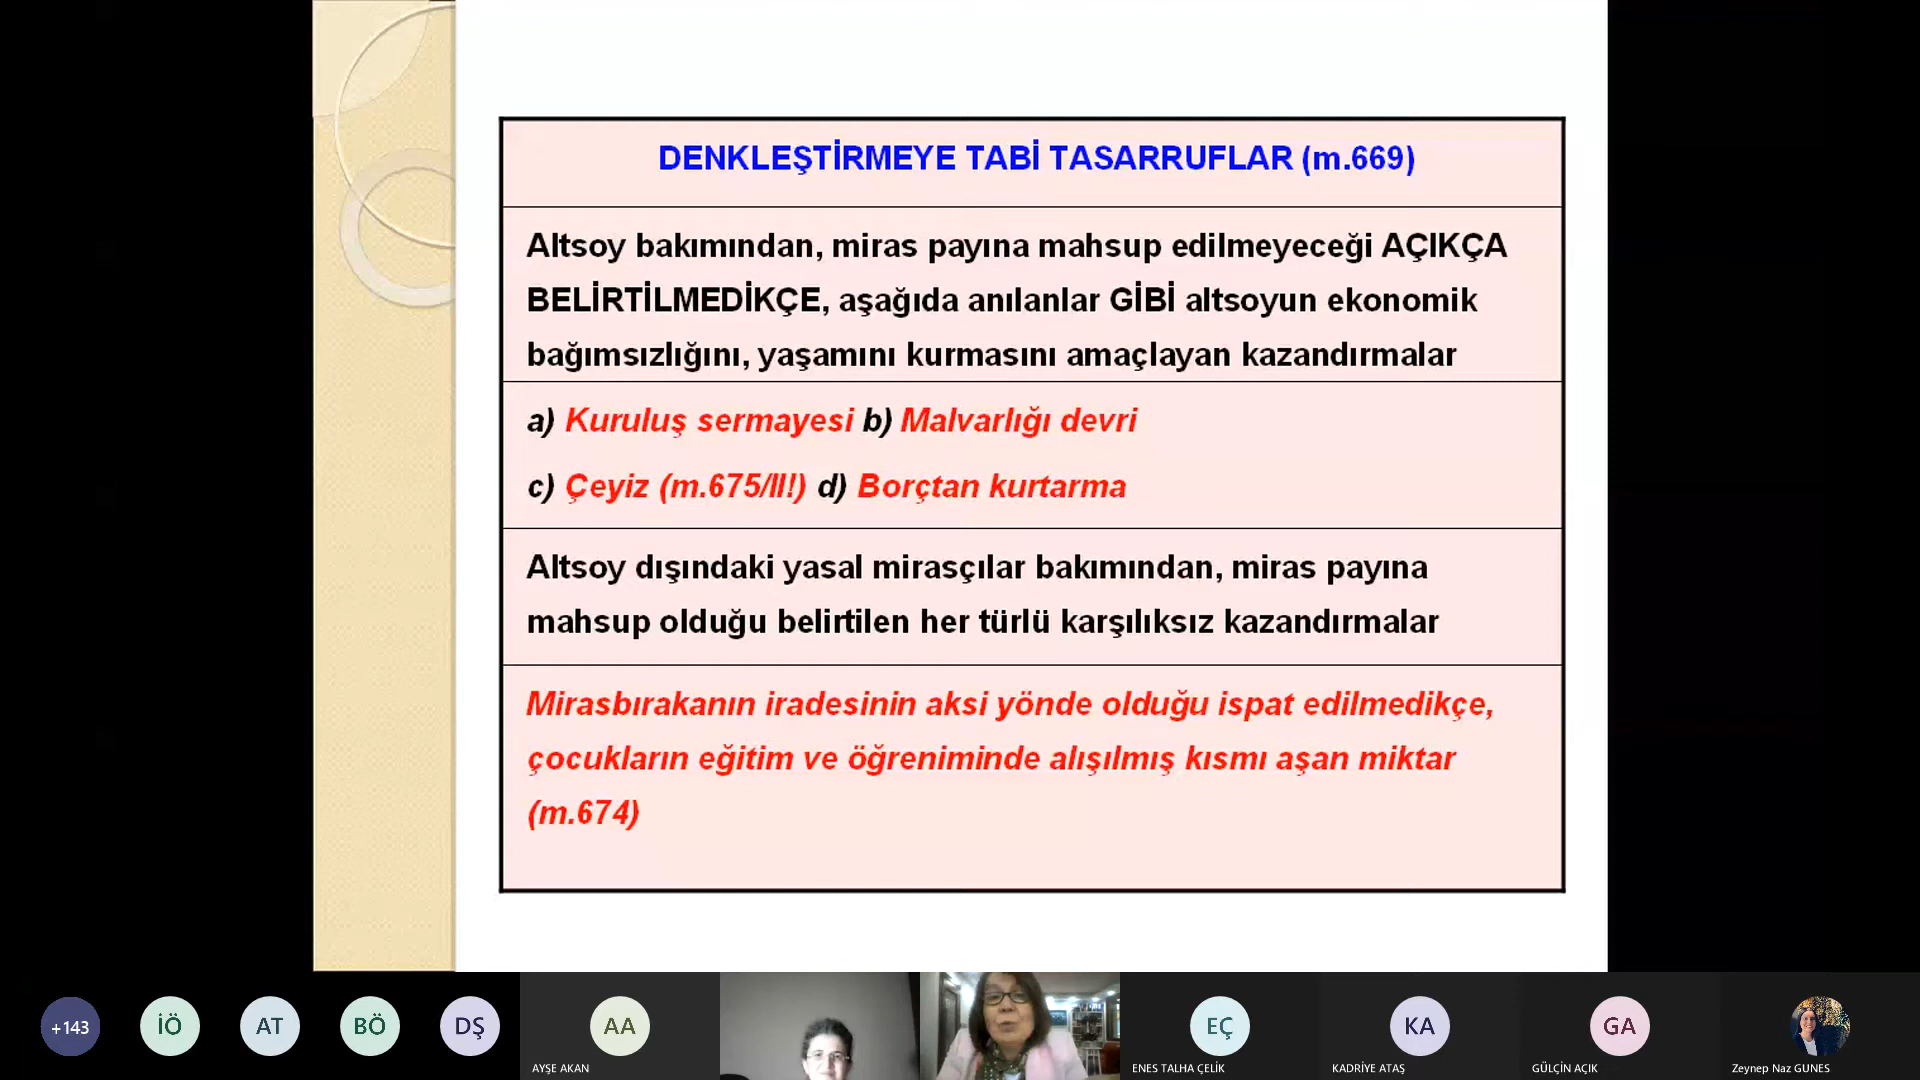 DENKLEŞTİRMEYE TABİ TASARRUFLAR (m.669)
Altsoy bakımından, miras payına mahsup edilmeyeceği AÇIKÇA
BELİRTİLMEDİKÇE, aşağıda anılanlar GİBİ altsoyun ekonomik
bağımsızlığını, yaşamını kurmasını amaçlayan kazandırmalar
a) Kuruluş sermayesi b) Malvarlığı devri
c) Çeyiz (m.675/II!) d) Borçtan kurtarma
Altsoy dışındaki yasal mirasçılar bakımından, miras payına
mahsup olduğu belirtilen her türlü karşılıksız kazandırmalar
Mirasbırakanın iradesinin aksi yönde olduğu ispat edilmedikçe,
çocukların eğitim ve öğreniminde alışılmış kısmı aşan miktar
(m.674)
+143 İÖ AT BÖ DŞ AA EÇ KA GA
AYŞE AKAN ENES TALHA ÇELİK KADRİYE ATAŞ GÜLÇİN AÇIK Zeynep Naz GUNES